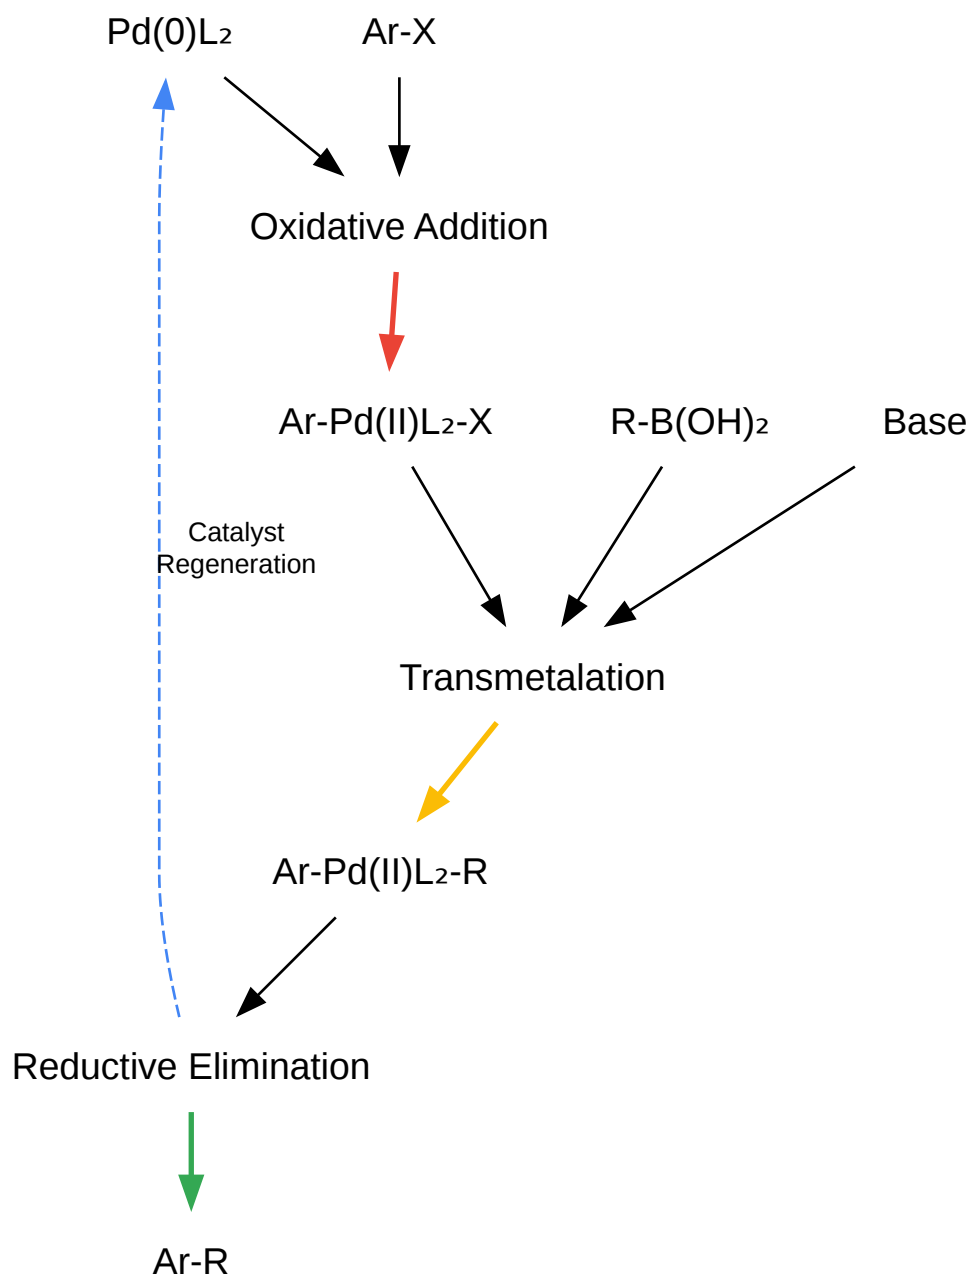 Pd(0)L₂
Ar-X
Oxidative Addition
Ar-Pd(II)L₂-X
R-B(OH)₂
Base
Catalyst
Regeneration
Transmetalation
Ar-Pd(II)L₂-R
Reductive Elimination
Ar-R